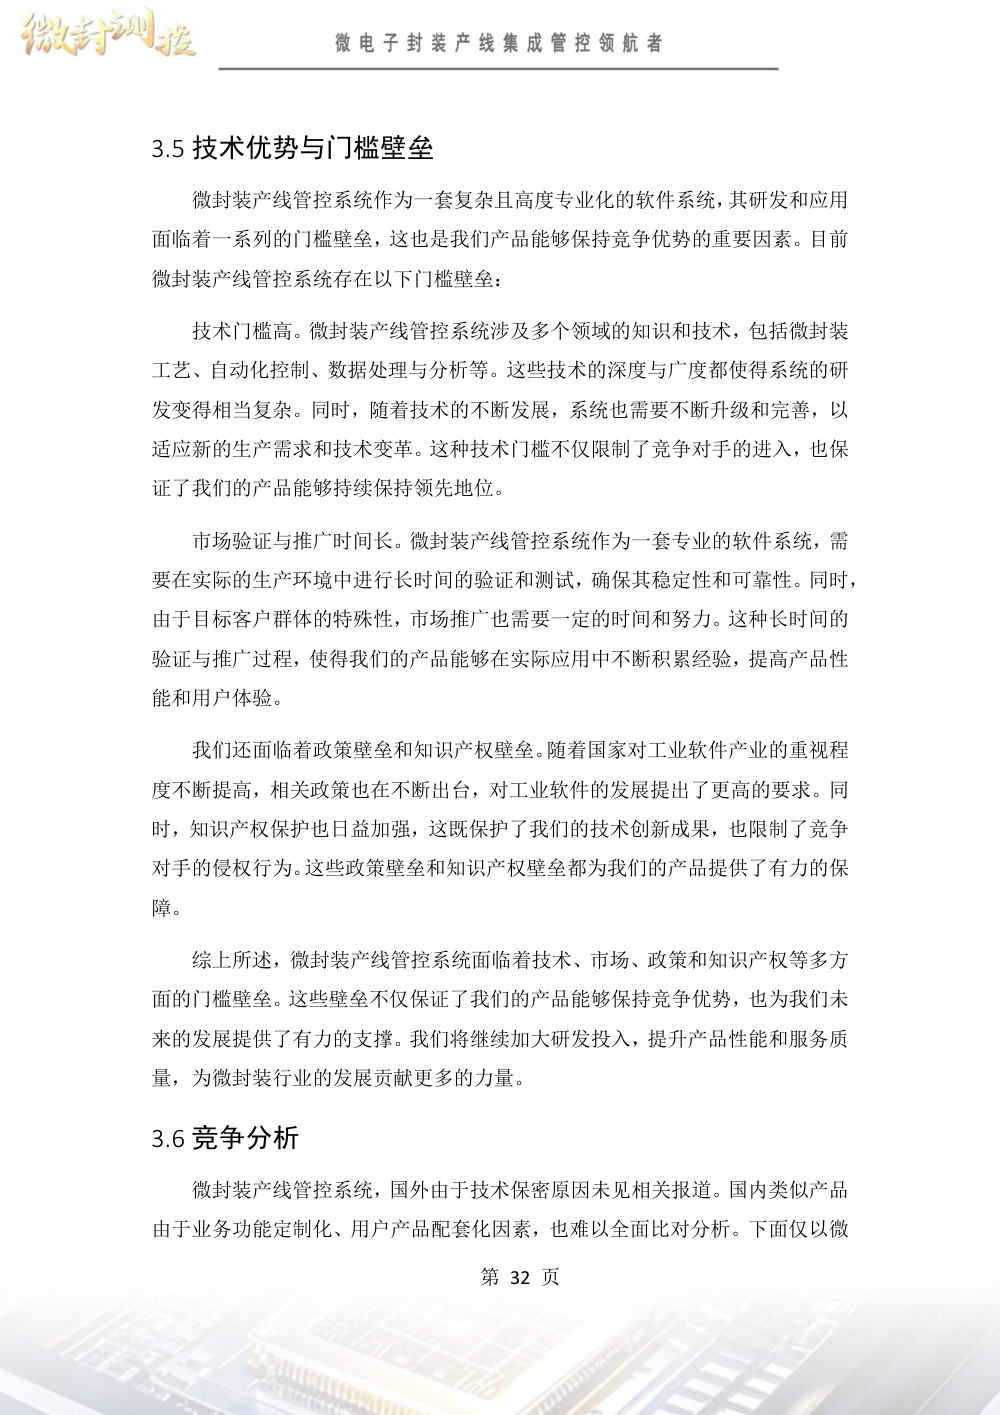 微封测控
微电子封装产线集成管控领航者
3.5 技术优势与门槛壁垒
微封装产线管控系统作为一套复杂且高度专业化的软件系统，其研发和应用
面临着一系列的门槛壁垒，这也是我们产品能够保持竞争优势的重要因素。目前
微封装产线管控系统存在以下门槛壁垒：
技术门槛高。微封装产线管控系统涉及多个领域的知识和技术，包括微封装
工艺、自动化控制、数据处理与分析等。这些技术的深度与广度都使得系统的研
发变得相当复杂。同时，随着技术的不断发展，系统也需要不断升级和完善，以
适应新的生产需求和技术变革。这种技术门槛不仅限制了竞争对手的进入，也保
证了我们的产品能够持续保持领先地位。
市场验证与推广时间长。微封装产线管控系统作为一套专业的软件系统，需
要在实际的生产环境中进行长时间的验证和测试，确保其稳定性和可靠性。同时，
由于目标客户群体的特殊性，市场推广也需要一定的时间和努力。这种长时间的
验证与推广过程，使得我们的产品能够在实际应用中不断积累经验，提高产品性
能和用户体验。
我们还面临着政策壁垒和知识产权壁垒。随着国家对工业软件产业的重视程
度不断提高，相关政策也在不断出台，对工业软件的发展提出了更高的要求。同
时，知识产权保护也日益加强，这既保护了我们的技术创新成果，也限制了竞争
对手的侵权行为。这些政策壁垒和知识产权壁垒都为我们的产品提供了有力的保
障。
综上所述，微封装产线管控系统面临着技术、市场、政策和知识产权等多方
面的门槛壁垒。这些壁垒不仅保证了我们的产品能够保持竞争优势，也为我们未
来的发展提供了有力的支撑。我们将继续加大研发投入，提升产品性能和服务质
量，为微封装行业的发展贡献更多的力量。
3.6 竞争分析
微封装产线管控系统，国外由于技术保密原因未见相关报道。国内类似产品
由于业务功能定制化、用户产品配套化因素，也难以全面比对分析。下面仅以微
第 32 页